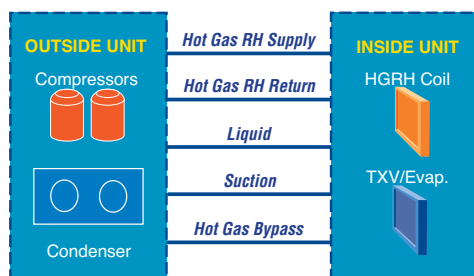 OUTSIDE UNIT
Compressors
Condenser
Hot Gas RH Supply
Hot Gas RH Return
Liquid
Suction
Hot Gas Bypass
INSIDE UNIT
HGRH Coil
TXV/Evap.